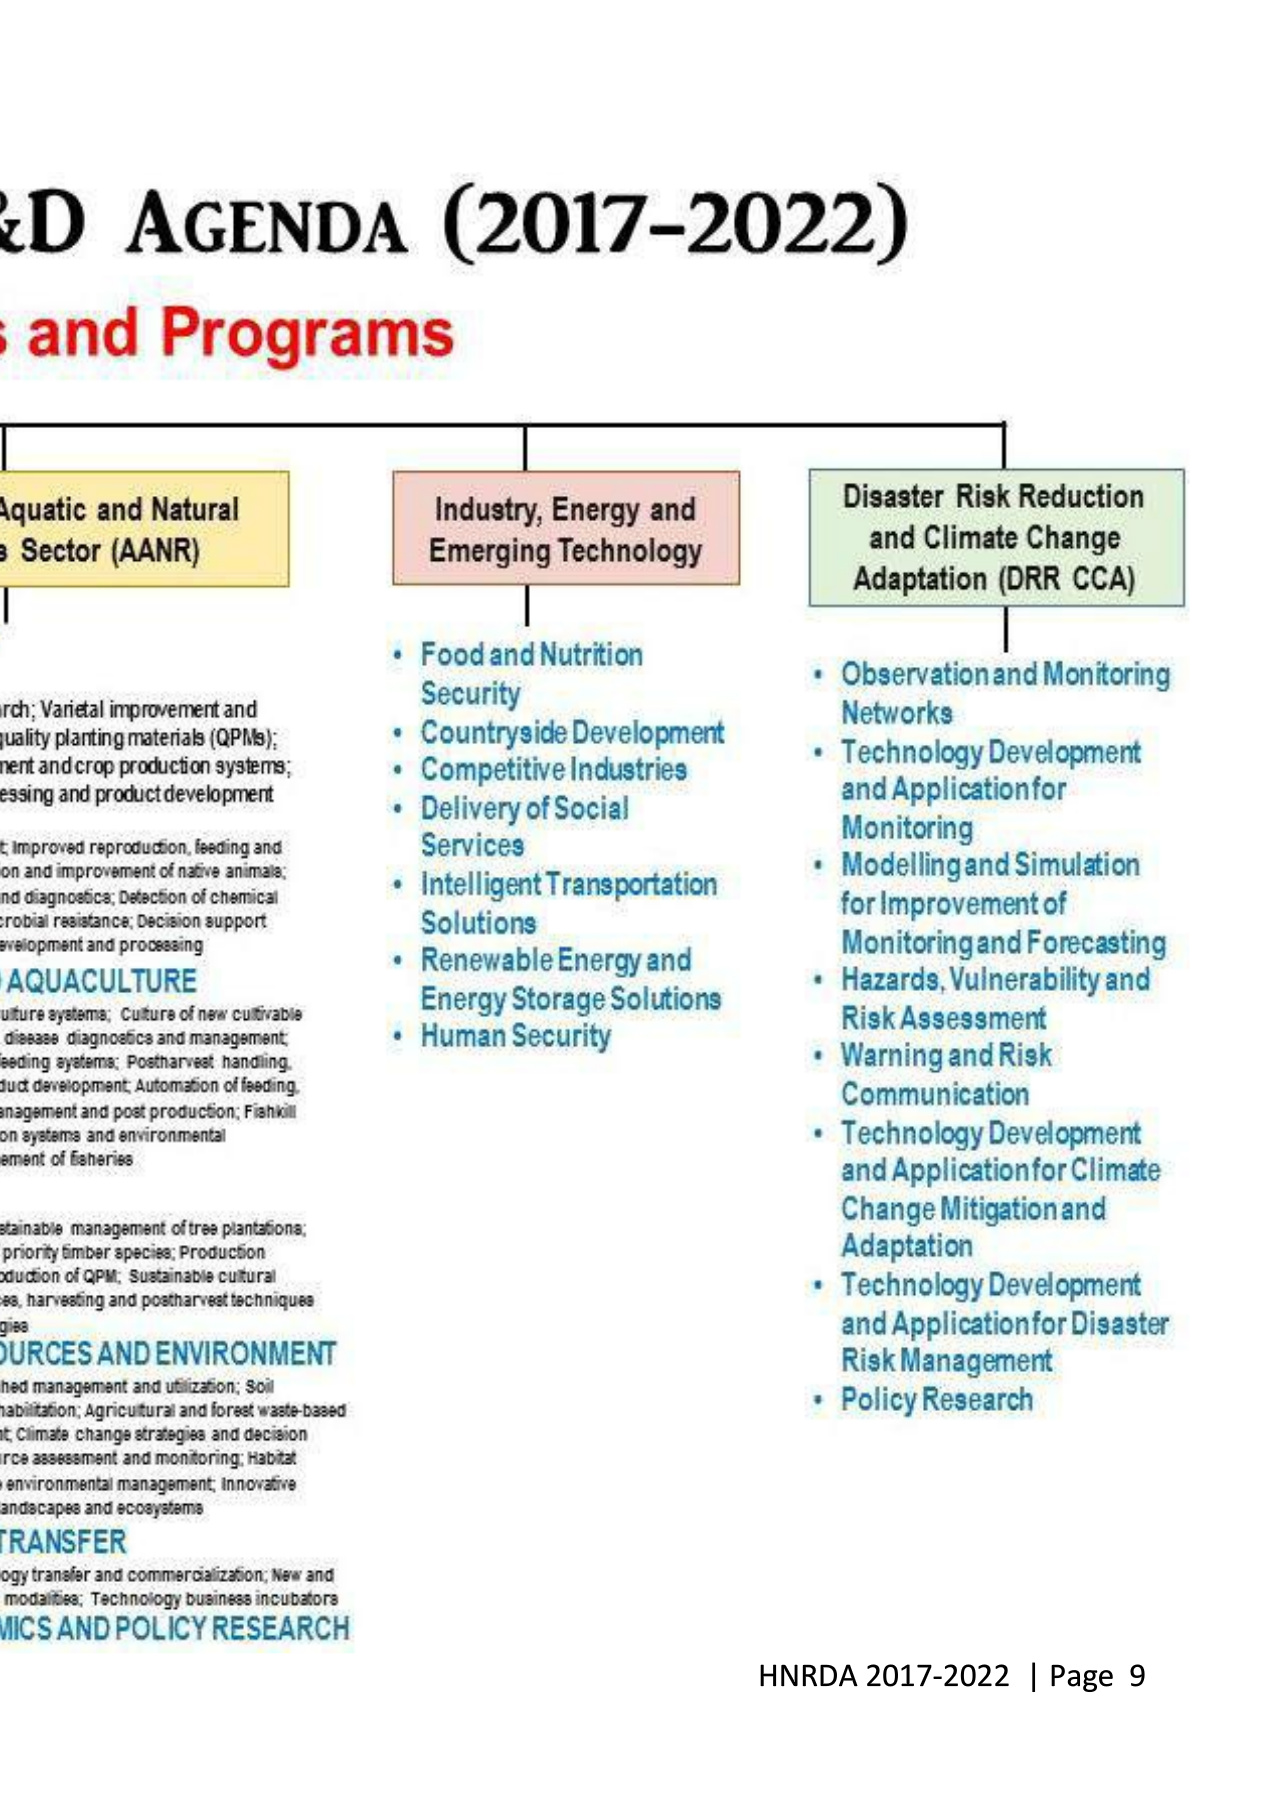 &D AGENDA (2017-2022)
s and Programs
Aquatic and Natural
s Sector (AANR)
arch; Varietal improvement and
quality planting materials (QPMs);
ment and crop production systems;
essing and product development
t; Improved reproduction, feeding and
on and improvement of native animals;
nd diagnostics; Detection of chemical
crobial resistance; Decision support
evelopment and processing
AQUACULTURE
ulture systems; Culture of new cultivable
disease diagnostics and management;
feeding systems; Postharvest handling,
duct development; Automation of feeding,
anagement and post production; Fishkill
on systems and environmental
ement of fisheries
stainable management of tree plantations;
priority timber species; Production
oduction of QPM; Sustainable cultural
ces, harvesting and postharvest techniques
gies
OURCES AND ENVIRONMENT
hed management and utilization; Soil
habilitation; Agricultural and forest waste-based
nt; Climate change strategies and decision
urce assessment and monitoring; Habitat
environmental management; Innovative
landscapes and ecosystems
TRANSFER
ogy transfer and commercialization; New and
modalities; Technology business incubators
MICS AND POLICY RESEARCH
Industry, Energy and
Emerging Technology
• Food and Nutrition
Security
• Countryside Development
• Competitive Industries
• Delivery of Social
Services
• Intelligent Transportation
Solutions
• Renewable Energy and
Energy Storage Solutions
• Human Security
Disaster Risk Reduction
and Climate Change
Adaptation (DRR CCA)
• Observation and Monitoring
Networks
• Technology Development
and Application for
Monitoring
• Modelling and Simulation
for Improvement of
Monitoring and Forecasting
• Hazards, Vulnerability and
Risk Assessment
• Warning and Risk
Communication
• Technology Development
and Application for Climate
Change Mitigation and
Adaptation
• Technology Development
and Application for Disaster
Risk Management
• Policy Research
HNRDA 2017-2022 | Page 9